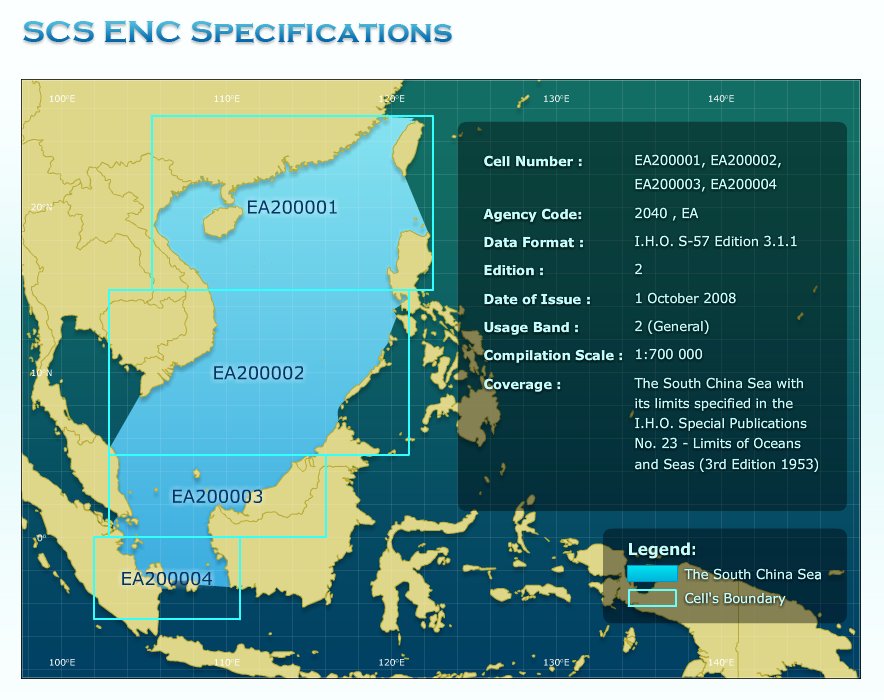 SCS ENC Specifications
100°E 110°E 120°E 130°E 140°E
20°N
10°N
0°
EA200001
EA200002
EA200003
EA200004
Cell Number : EA200001, EA200002,
EA200003, EA200004
Agency Code: 2040 , EA
Data Format : I.H.O. S-57 Edition 3.1.1
Edition : 2
Date of Issue : 1 October 2008
Usage Band : 2 (General)
Compilation Scale : 1:700 000
Coverage : The South China Sea with
its limits specified in the
I.H.O. Special Publications
No. 23 - Limits of Oceans
and Seas (3rd Edition 1953)
Legend:
The South China Sea
Cell's Boundary
100°E 110°E 120°E 130°E 140°E